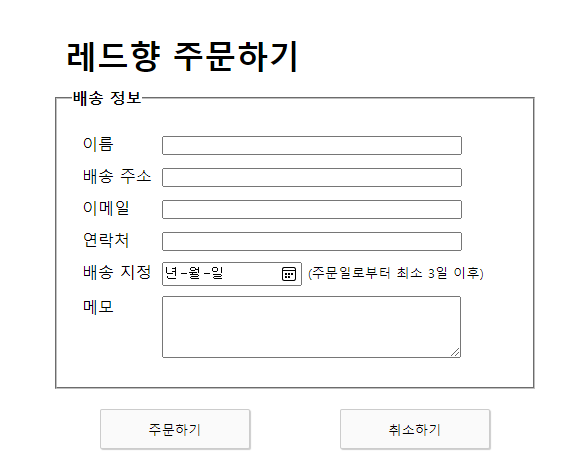 레드향 주문하기
배송 정보
이름
배송 주소
이메일
연락처
배송 지정 년-월-일 (주문일로부터 최소 3일 이후)
메모
주문하기 취소하기